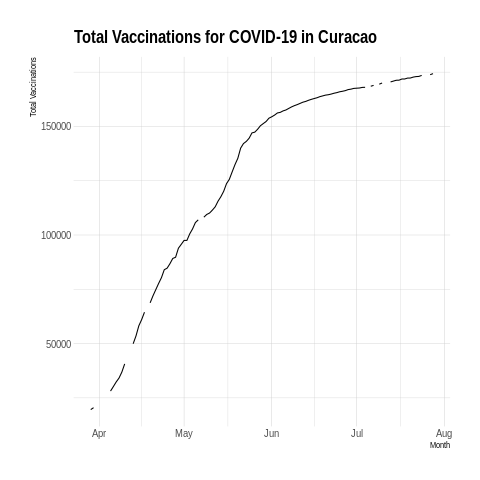 Total Vaccinations for COVID-19 in Curacao
Total Vaccinations
150000
100000
50000
Apr May Jun Jul Aug
Month